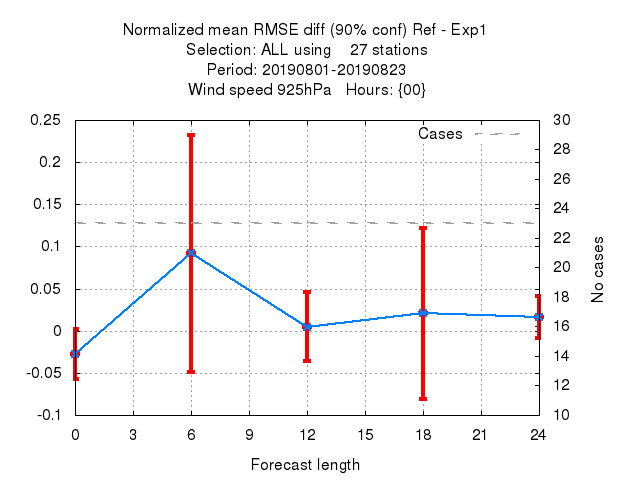 Normalized mean RMSE diff (90% conf) Ref - Exp1
Selection: ALL using    27 stations
Period: 20190801-20190823
Wind speed 925hPa   Hours: {00}
Cases
0.25
0.2
0.15
0.1
0.05
0
-0.05
-0.1
30
28
26
24
22
20
18
16
14
12
10
No cases
0 3 6 9 12 15 18 21 24
Forecast length